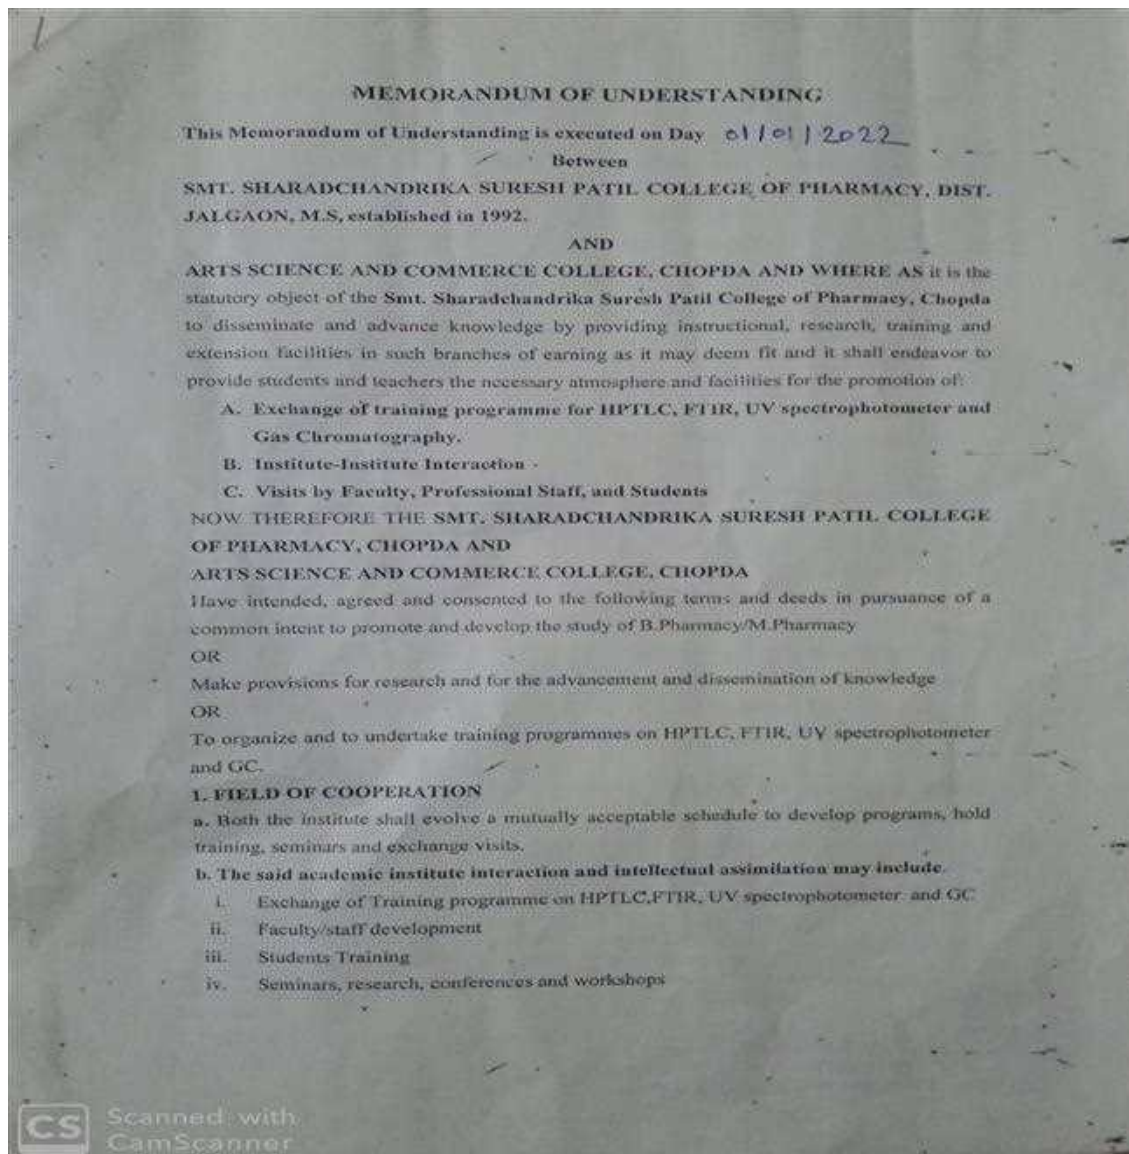 MEMORANDUM OF UNDERSTANDING
This Memorandum of Understanding is executed on Day 01/01/2022
Between
SMT. SHARADCHANDRIKA SURESH PATIL COLLEGE OF PHARMACY, DIST.
JALGAON, M.S, established in 1992.
AND
ARTS SCIENCE AND COMMERCE COLLEGE, CHOPDA AND WHERE AS it is the
statutory object of the Smt. Sharadchandrika Suresh Patil College of Pharmacy, Chopda
to disseminate and advance knowledge by providing instructional, research, training and
extension facilities in such branches of earning as it may deem fit and it shall endeavor to
provide students and teachers the necessary atmosphere and facilities for the promotion of:
A. Exchange of training programme for HPTLC, FTIR, UV spectrophotometer and
Gas Chromatography.
B. Institute-Institute Interaction -
C. Visits by Faculty, Professional Staff, and Students
NOW THEREFORE THE SMT. SHARADCHANDRIKA SURESH PATIL COLLEGE
OF PHARMACY, CHOPDA AND
ARTS SCIENCE AND COMMERCE COLLEGE, CHOPDA
Have intended, agreed and consented to the following terms and deeds in pursuance of a
common intent to promote and develop the study of B.Pharmacy/M.Pharmacy
OR
Make provisions for research and for the advancement and dissemination of knowledge
OR
To organize and to undertake training programmes on HPTLC, FTIR, UV spectrophotometer
and GC.
1. FIELD OF COOPERATION
a. Both the institute shall evolve a mutually acceptable schedule to develop programs, hold
training, seminars and exchange visits.
b. The said academic institute interaction and intellectual assimilation may include.
i. Exchange of Training programme on HPTLC,FTIR, UV spectrophotometer and GC
ii. Faculty/staff development
iii. Students Training
iv. Seminars, research, conferences and workshops
CS Scanned with
CamScanner